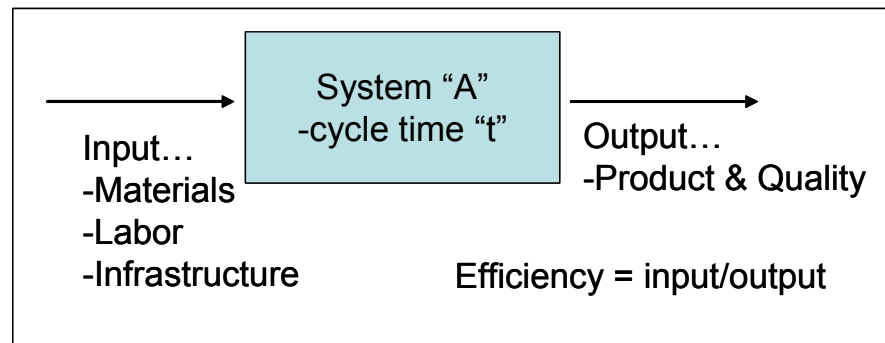 System “A”
-cycle time “t”
Input…
-Materials
-Labor
-Infrastructure
Output…
-Product & Quality
Efficiency = input/output